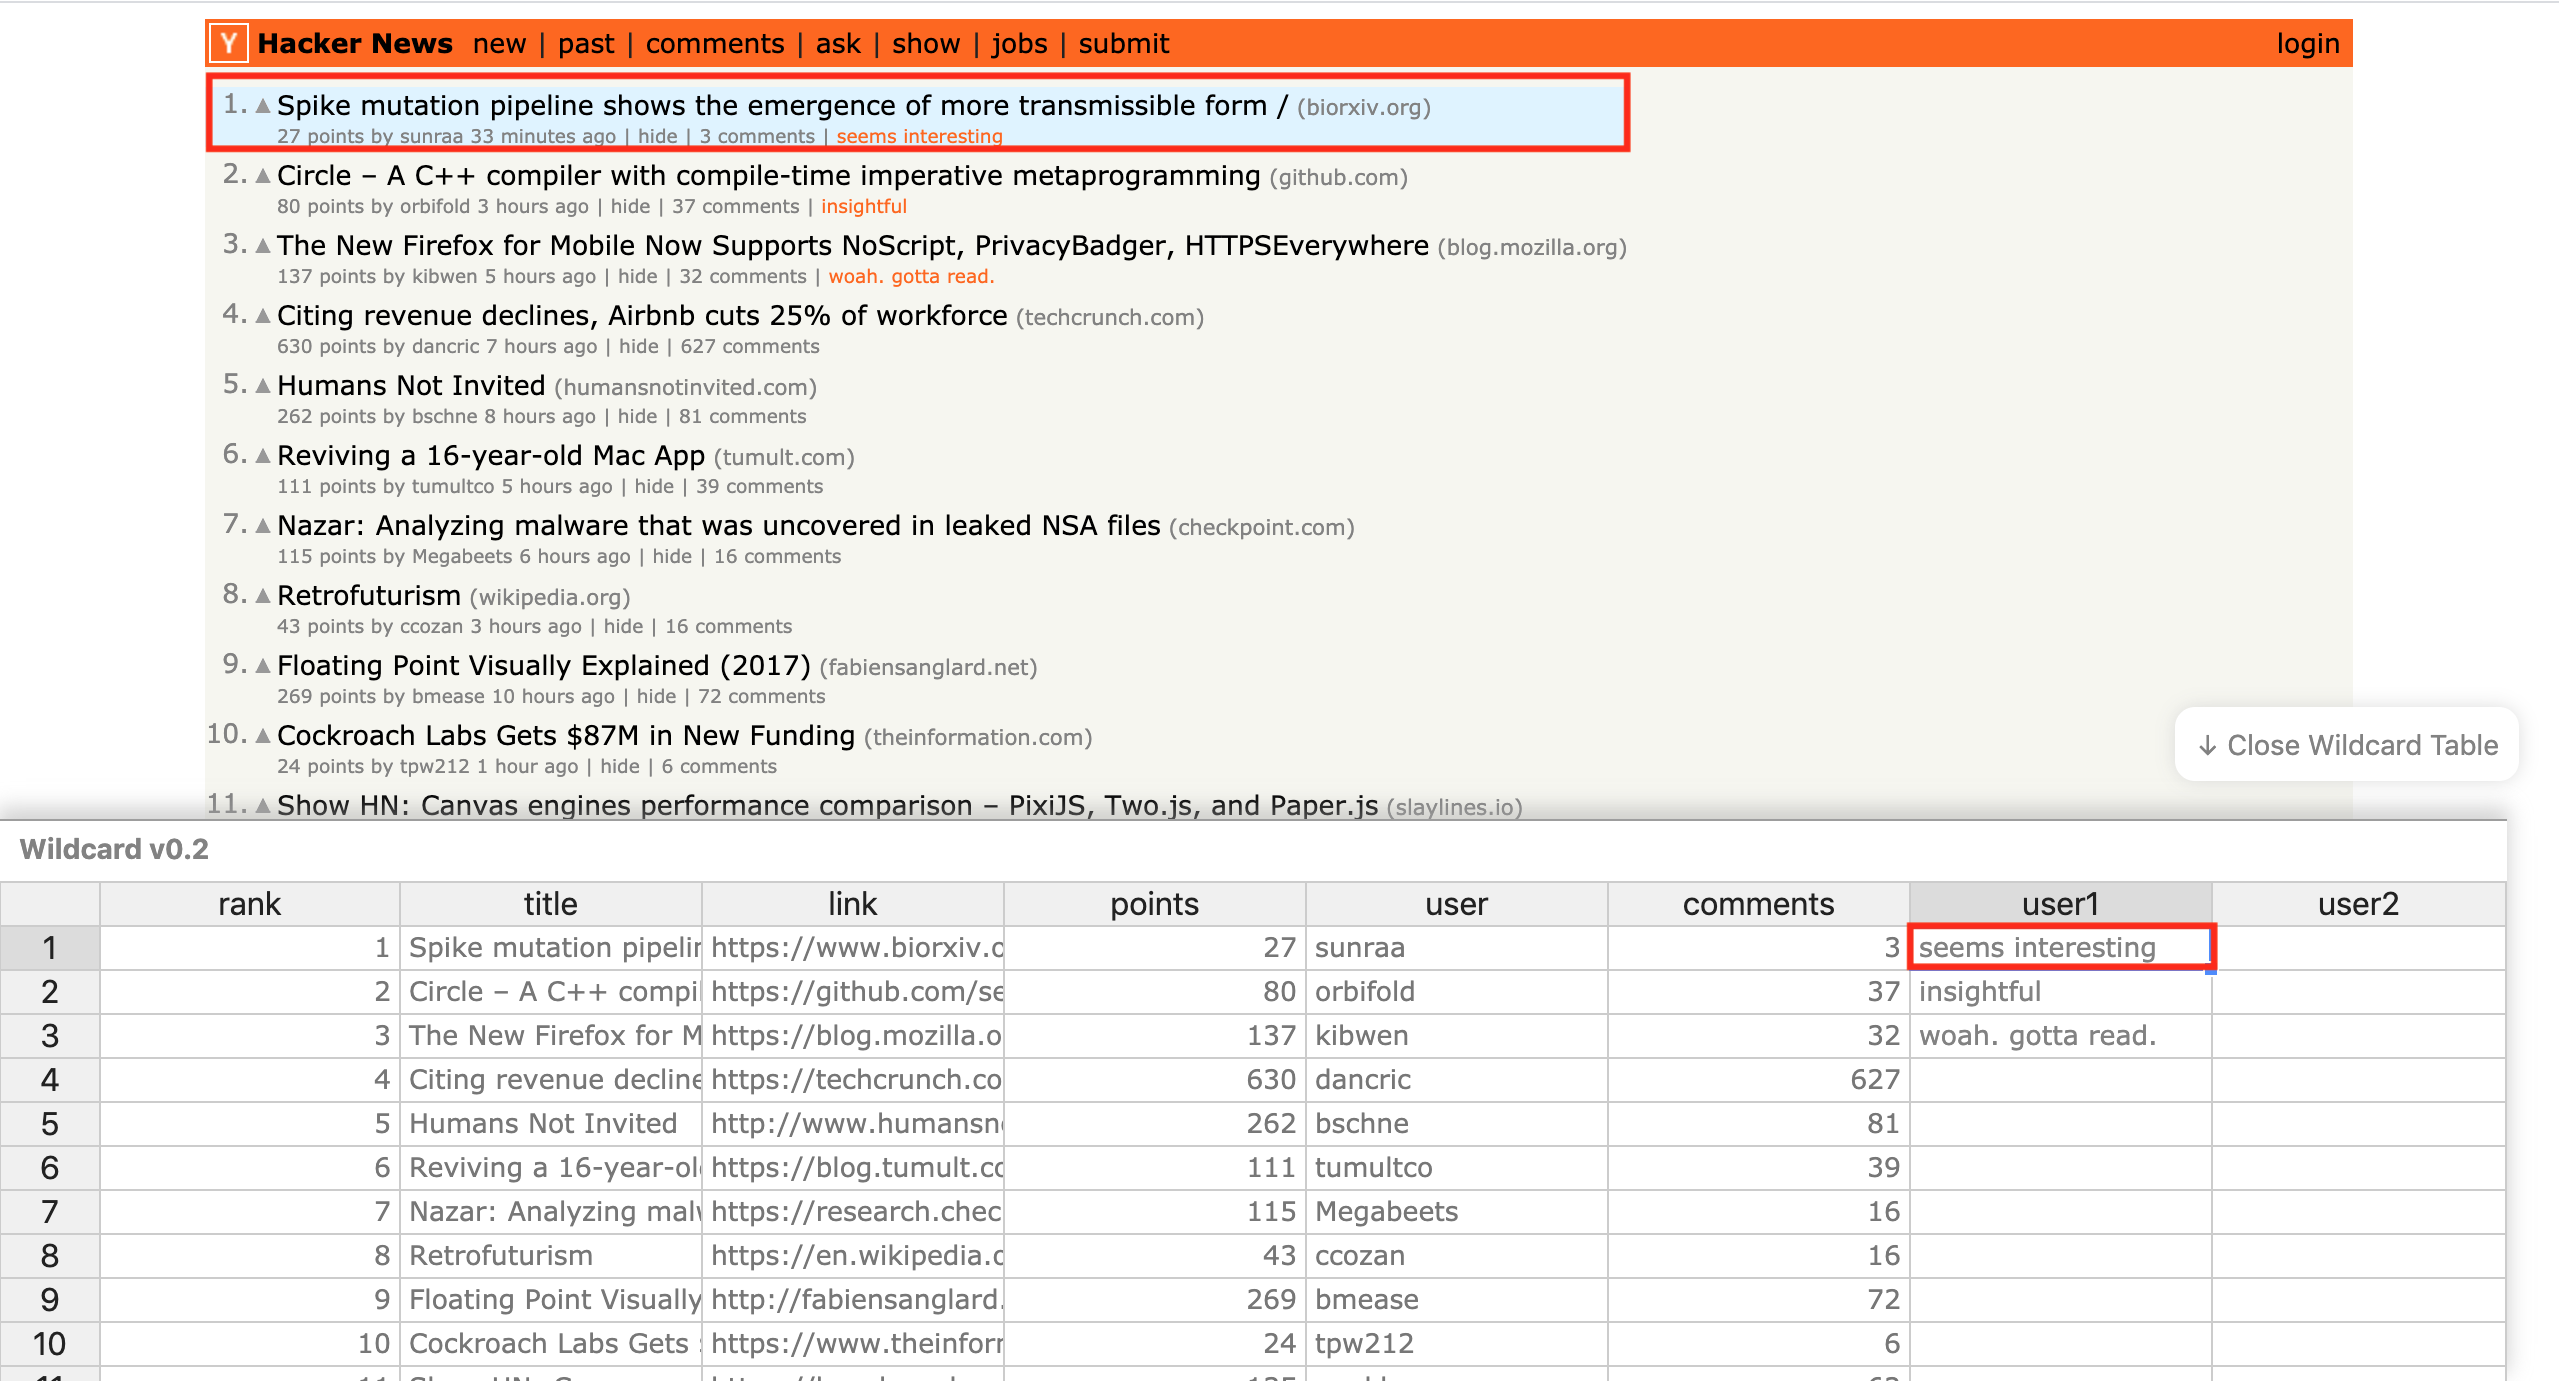 Y Hacker News new | past | comments | ask | show | jobs | submit login
1. ▲ Spike mutation pipeline shows the emergence of more transmissible form / (biorxiv.org)
27 points by sunraa 33 minutes ago | hide | 3 comments | seems interesting
2. ▲ Circle – A C++ compiler with compile-time imperative metaprogramming (github.com)
80 points by orbifold 3 hours ago | hide | 37 comments | insightful
3. ▲ The New Firefox for Mobile Now Supports NoScript, PrivacyBadger, HTTPSEverywhere (blog.mozilla.org)
137 points by kibwen 5 hours ago | hide | 32 comments | woah. gotta read.
4. ▲ Citing revenue declines, Airbnb cuts 25% of workforce (techcrunch.com)
630 points by dancric 7 hours ago | hide | 627 comments
5. ▲ Humans Not Invited (humansnotinvited.com)
262 points by bschne 8 hours ago | hide | 81 comments
6. ▲ Reviving a 16-year-old Mac App (tumult.com)
111 points by tumultco 5 hours ago | hide | 39 comments
7. ▲ Nazar: Analyzing malware that was uncovered in leaked NSA files (checkpoint.com)
115 points by Megabeets 6 hours ago | hide | 16 comments
8. ▲ Retrofuturism (wikipedia.org)
43 points by ccozan 3 hours ago | hide | 16 comments
9. ▲ Floating Point Visually Explained (2017) (fabiensanglard.net)
269 points by bmease 10 hours ago | hide | 72 comments
10. ▲ Cockroach Labs Gets $87M in New Funding (theinformation.com)
24 points by tpw212 1 hour ago | hide | 6 comments
↓ Close Wildcard Table
11. ▲ Show HN: Canvas engines performance comparison – PixiJS, Two.js, and Paper.js (slaylines.io)
Wildcard v0.2
rank title link points user comments user1 user2
1 1 Spike mutation pipelin https://www.biorxiv.o 27 sunraa 3 seems interesting
2 2 Circle – A C++ compil https://github.com/se 80 orbifold 37 insightful
3 3 The New Firefox for M https://blog.mozilla.o 137 kibwen 32 woah. gotta read.
4 4 Citing revenue decline https://techcrunch.co 630 dancric 627
5 5 Humans Not Invited http://www.humansn 262 bschne 81
6 6 Reviving a 16-year-ol https://blog.tumult.co 111 tumultco 39
7 7 Nazar: Analyzing mal https://research.chec 115 Megabeets 16
8 8 Retrofuturism https://en.wikipedia.o 43 ccozan 16
9 9 Floating Point Visually http://fabiensanglard. 269 bmease 72
10 10 Cockroach Labs Gets https://www.theinfor 24 tpw212 6